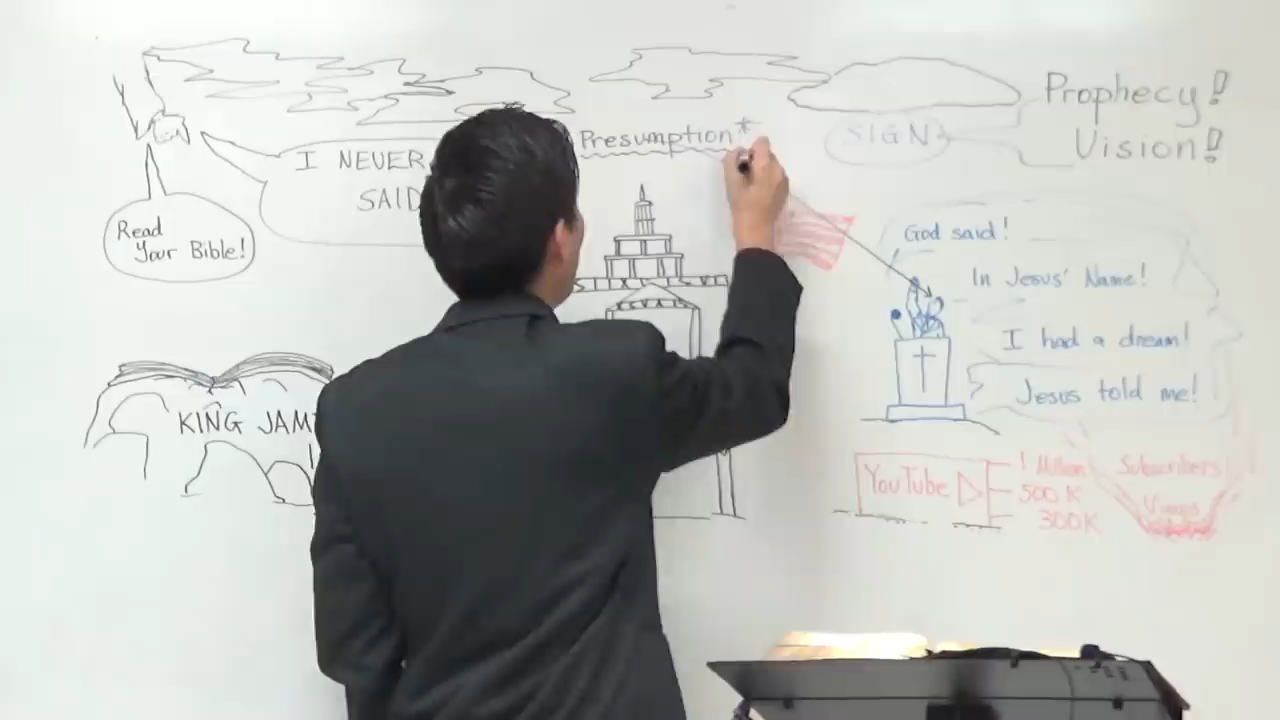 Prophecy!
Vision!
SIGN
Presumption*
I NEVER
SAID
Read
Your Bible!
God said!
In Jesus' Name!
I had a dream!
Jesus told me!
KING JAM
YouTube
1 Million
500 K
300K
Subscribers
Views